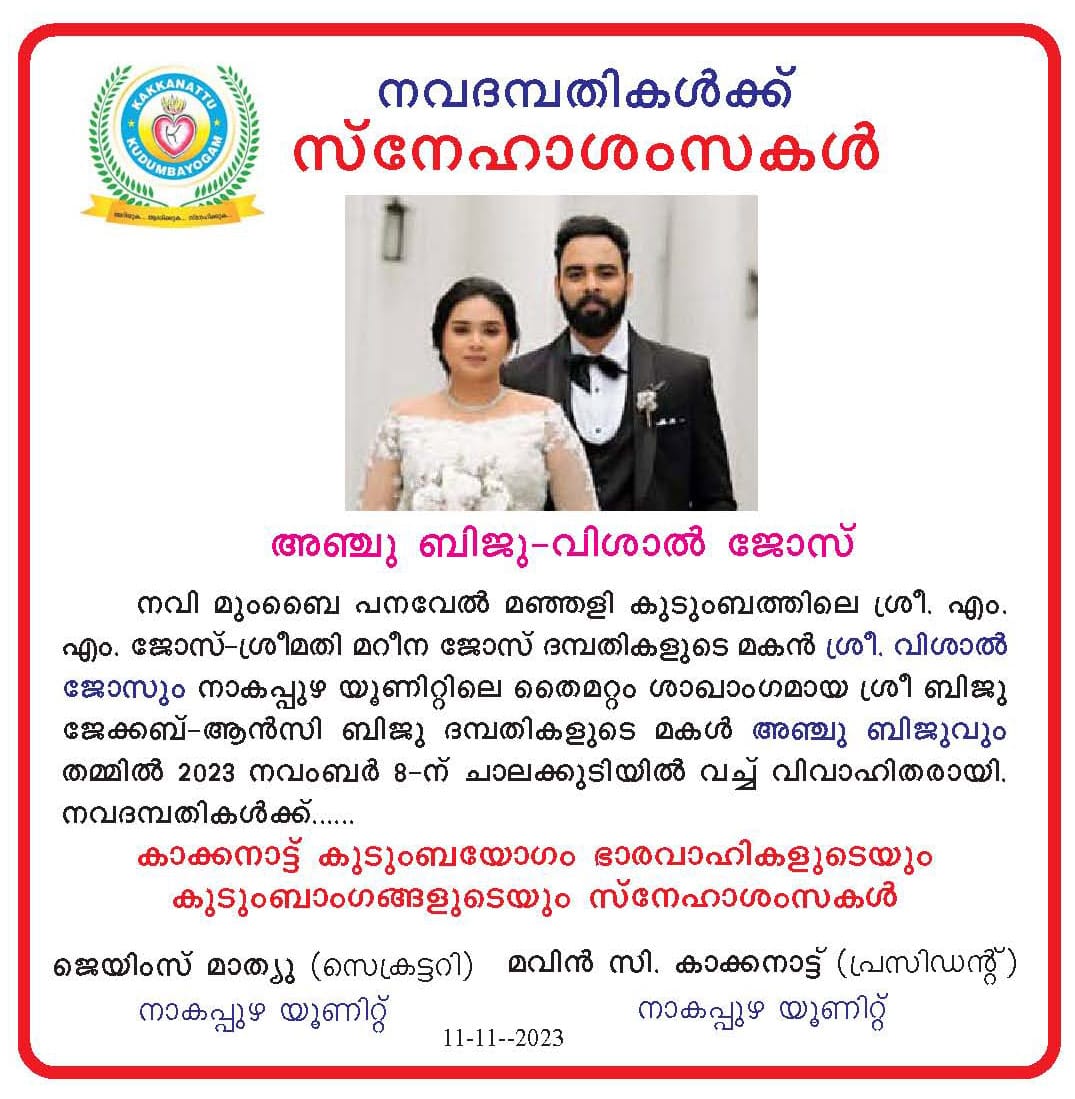 KAKKANATTU
KUDUMBAYOGAM
അറിയുക... ആദരിക്കുക... സ്നേഹിക്കുക...
നവദമ്പതികൾക്ക്
സ്നേഹാശംസകൾ
അഞ്ചു ബിജു-വിശാൽ ജോസ്
നവി മുംബൈ പനവേൽ മഞ്ഞളി കുടുംബത്തിലെ ശ്രീ. എം.
എം. ജോസ്-ശ്രീമതി മറീന ജോസ് ദമ്പതികളുടെ മകൻ ശ്രീ. വിശാൽ
ജോസും നാകപ്പുഴ യൂണിറ്റിലെ തൈമറ്റം ശാഖാംഗമായ ശ്രീ ബിജു
ജേക്കബ്-ആൻസി ബിജു ദമ്പതികളുടെ മകൾ അഞ്ചു ബിജുവും
തമ്മിൽ 2023 നവംബർ 8-ന് ചാലക്കുടിയിൽ വച്ച് വിവാഹിതരായി.
നവദമ്പതികൾക്ക്......
കാക്കനാട്ട് കുടുംബയോഗം ഭാരവാഹികളുടെയും
കുടുംബാംഗങ്ങളുടെയും സ്നേഹാശംസകൾ
ജെയിംസ് മാത്യു (സെക്രട്ടറി) മവിൻ സി. കാക്കനാട്ട് (പ്രസിഡന്റ്)
നാകപ്പുഴ യൂണിറ്റ് നാകപ്പുഴ യൂണിറ്റ്
11-11--2023